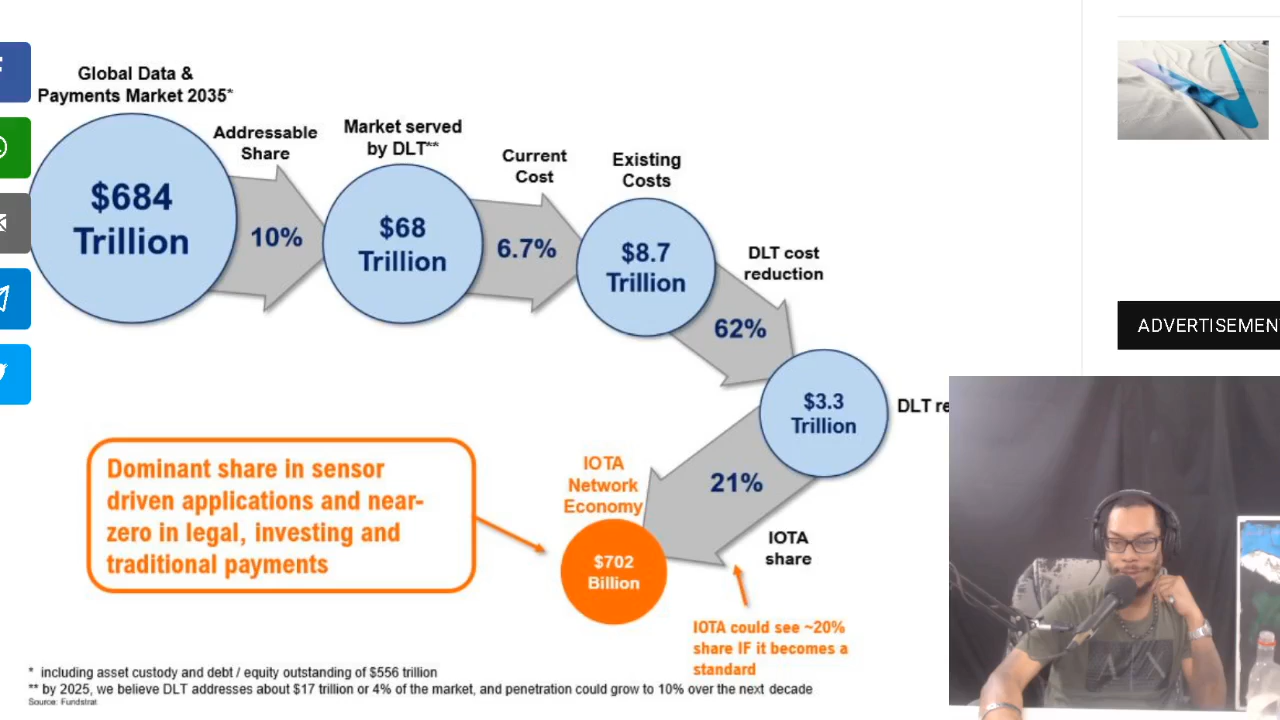 Global Data &
Payments Market 2035*
Addressable
Share
Market served
by DLT**
Current
Cost
Existing
Costs
$684
Trillion
10%
$68
Trillion
6.7%
$8.7
Trillion
DLT cost
reduction
62%
ADVERTISEMEN
$3.3
Trillion
DLT re
Dominant share in sensor
driven applications and near-
zero in legal, investing and
traditional payments
IOTA
Network
Economy
21%
IOTA
share
$702
Billion
IOTA could see ~20%
share IF it becomes a
standard
* including asset custody and debt / equity outstanding of $556 trillion
** by 2025, we believe DLT addresses about $17 trillion or 4% of the market, and penetration could grow to 10% over the next decade
Source: Fundstrat